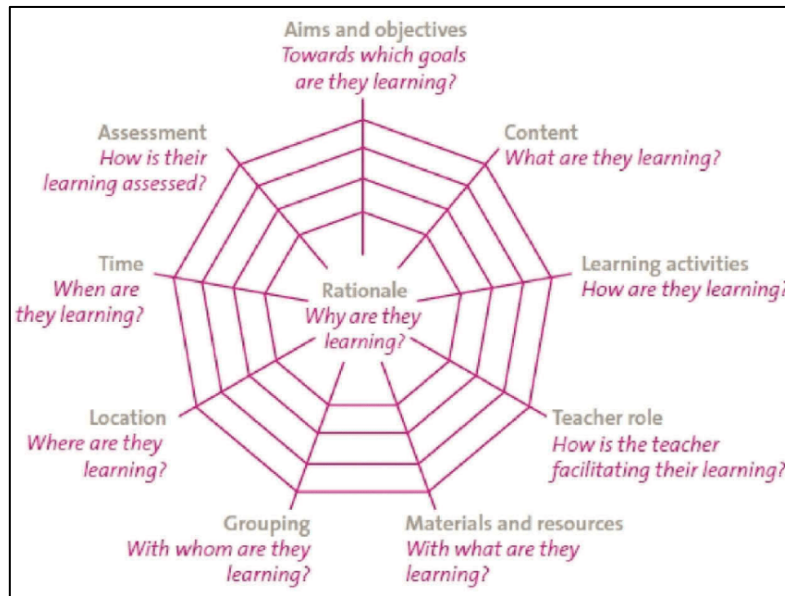 Aims and objectives
Towards which goals
are they learning?
Assessment
How is their
learning assessed?
Content
What are they learning?
Time
When are
they learning?
Rationale
Why are they
learning?
Learning activities
How are they learning?
Location
Where are they
learning?
Teacher role
How is the teacher
facilitating their learning?
Grouping
With whom are they
learning?
Materials and resources
With what are they
learning?